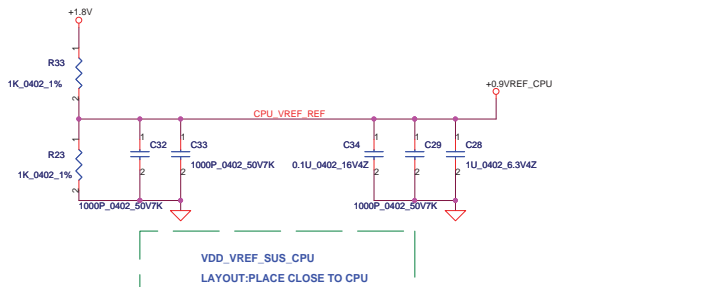 +1.8V
1
R33
1K_0402_1%
2
+0.9VREF_CPU
CPU_VREF_REF
1
R23
1K_0402_1%
2
1
C32
2
1000P_0402_50V7K
1
C33
1000P_0402_50V7K
2
1
C34
0.1U_0402_16V4Z
2
1
C29
2
1000P_0402_50V7K
1
C28
1U_0402_6.3V4Z
2
VDD_VREF_SUS_CPU
LAYOUT:PLACE CLOSE TO CPU